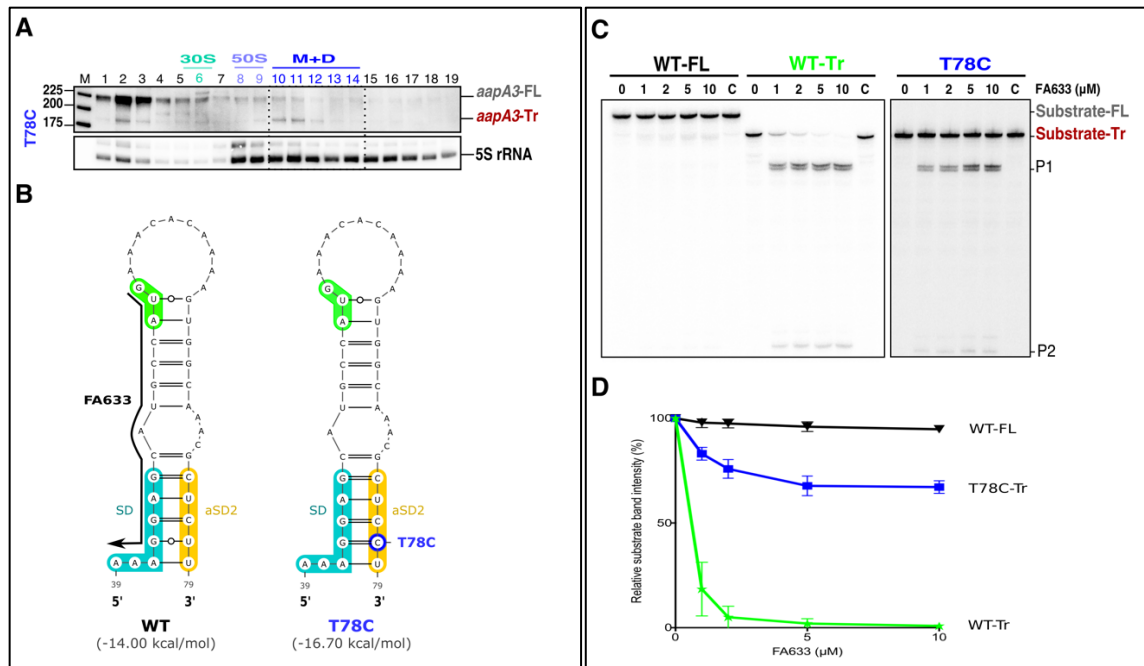 A
30S 50S M+D
M 1 2 3 4 5 6 7 8 9 10 11 12 13 14 15 16 17 18 19
225
200
175
aapA3-FL
aapA3-Tr
T78C
5S rRNA
B
A A A C A C A A A A
G U A C C G U A C G A G G A A A
G U G G C A A A G C U C U U
FA633
SD
aSD2
39
79
5'
3'
WT
(-14.00 kcal/mol)
A A A C A C A A A A
G U A C C G U A C G A G G A A A
G U G G C A A A G C U C C U
SD
aSD2
T78C
39
79
5'
3'
T78C
(-16.70 kcal/mol)
C
WT-FL WT-Tr T78C
0 1 2 5 10 C 0 1 2 5 10 C 0 1 2 5 10 C FA633 (µM)
Substrate-FL
Substrate-Tr
P1
P2
D
Relative substrate band intensity (%)
100
50
0
0 5 10
FA633 (µM)
WT-FL
T78C-Tr
WT-Tr